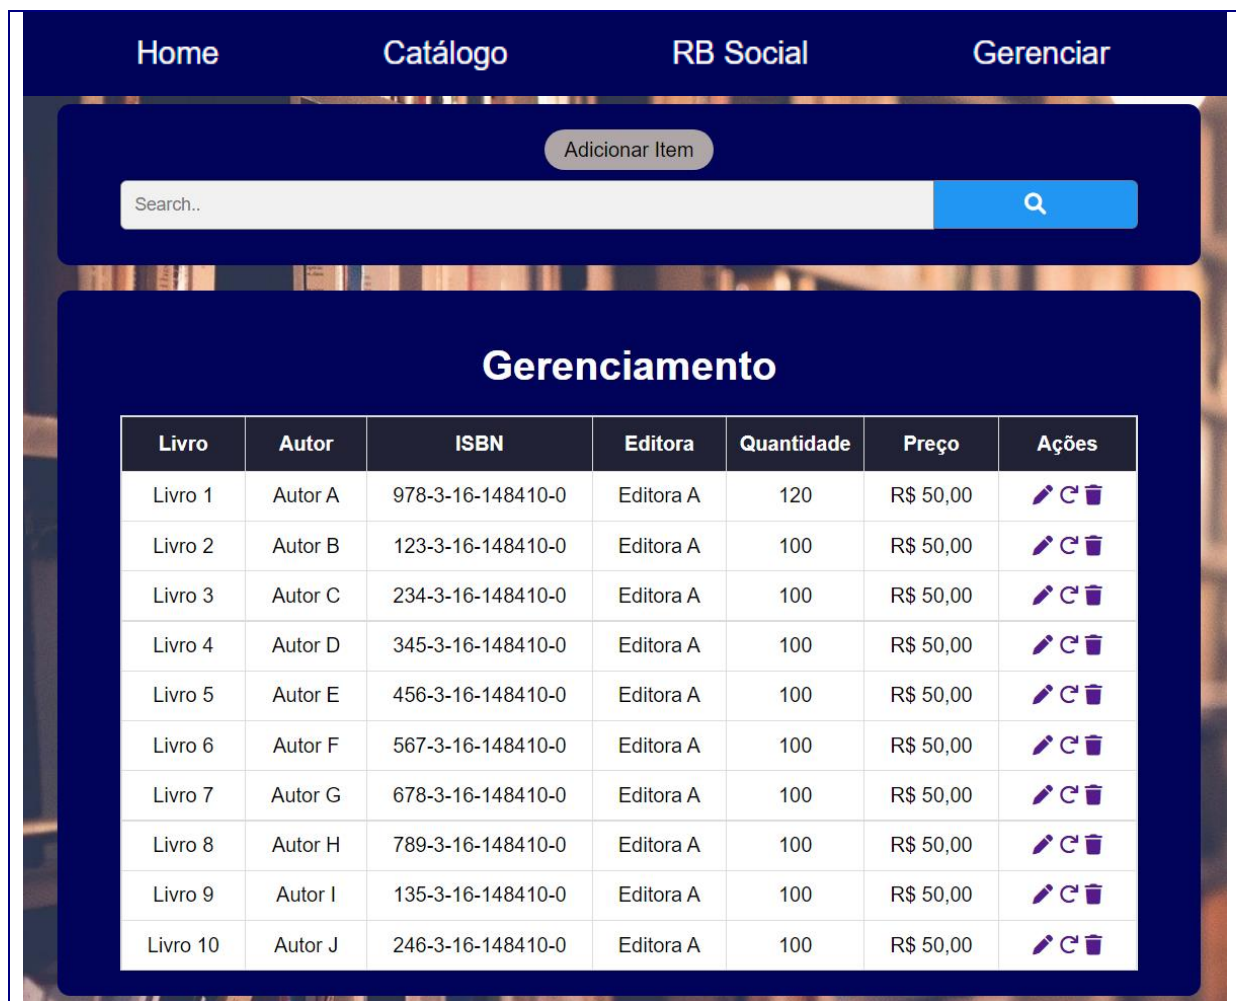 Home Catálogo RB Social Gerenciar
Adicionar Item
Search..
Gerenciamento
Livro Autor ISBN Editora Quantidade Preço Ações
Livro 1 Autor A 978-3-16-148410-0 Editora A 120 R$ 50,00
Livro 2 Autor B 123-3-16-148410-0 Editora A 100 R$ 50,00
Livro 3 Autor C 234-3-16-148410-0 Editora A 100 R$ 50,00
Livro 4 Autor D 345-3-16-148410-0 Editora A 100 R$ 50,00
Livro 5 Autor E 456-3-16-148410-0 Editora A 100 R$ 50,00
Livro 6 Autor F 567-3-16-148410-0 Editora A 100 R$ 50,00
Livro 7 Autor G 678-3-16-148410-0 Editora A 100 R$ 50,00
Livro 8 Autor H 789-3-16-148410-0 Editora A 100 R$ 50,00
Livro 9 Autor I 135-3-16-148410-0 Editora A 100 R$ 50,00
Livro 10 Autor J 246-3-16-148410-0 Editora A 100 R$ 50,00